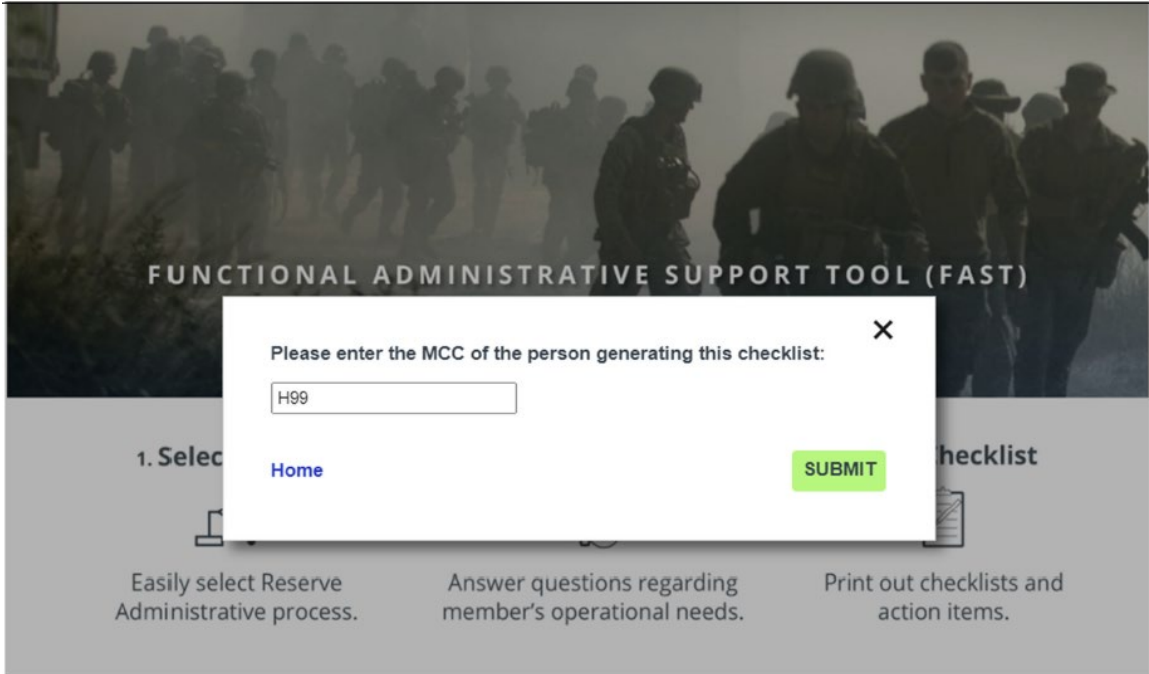 FUNCTIONAL ADMINISTRATIVE SUPPORT TOOL (FAST)
Please enter the MCC of the person generating this checklist:
H99
Home
SUBMIT
1. Selec
hecklist
Easily select Reserve
Administrative process.
Answer questions regarding
member's operational needs.
Print out checklists and
action items.